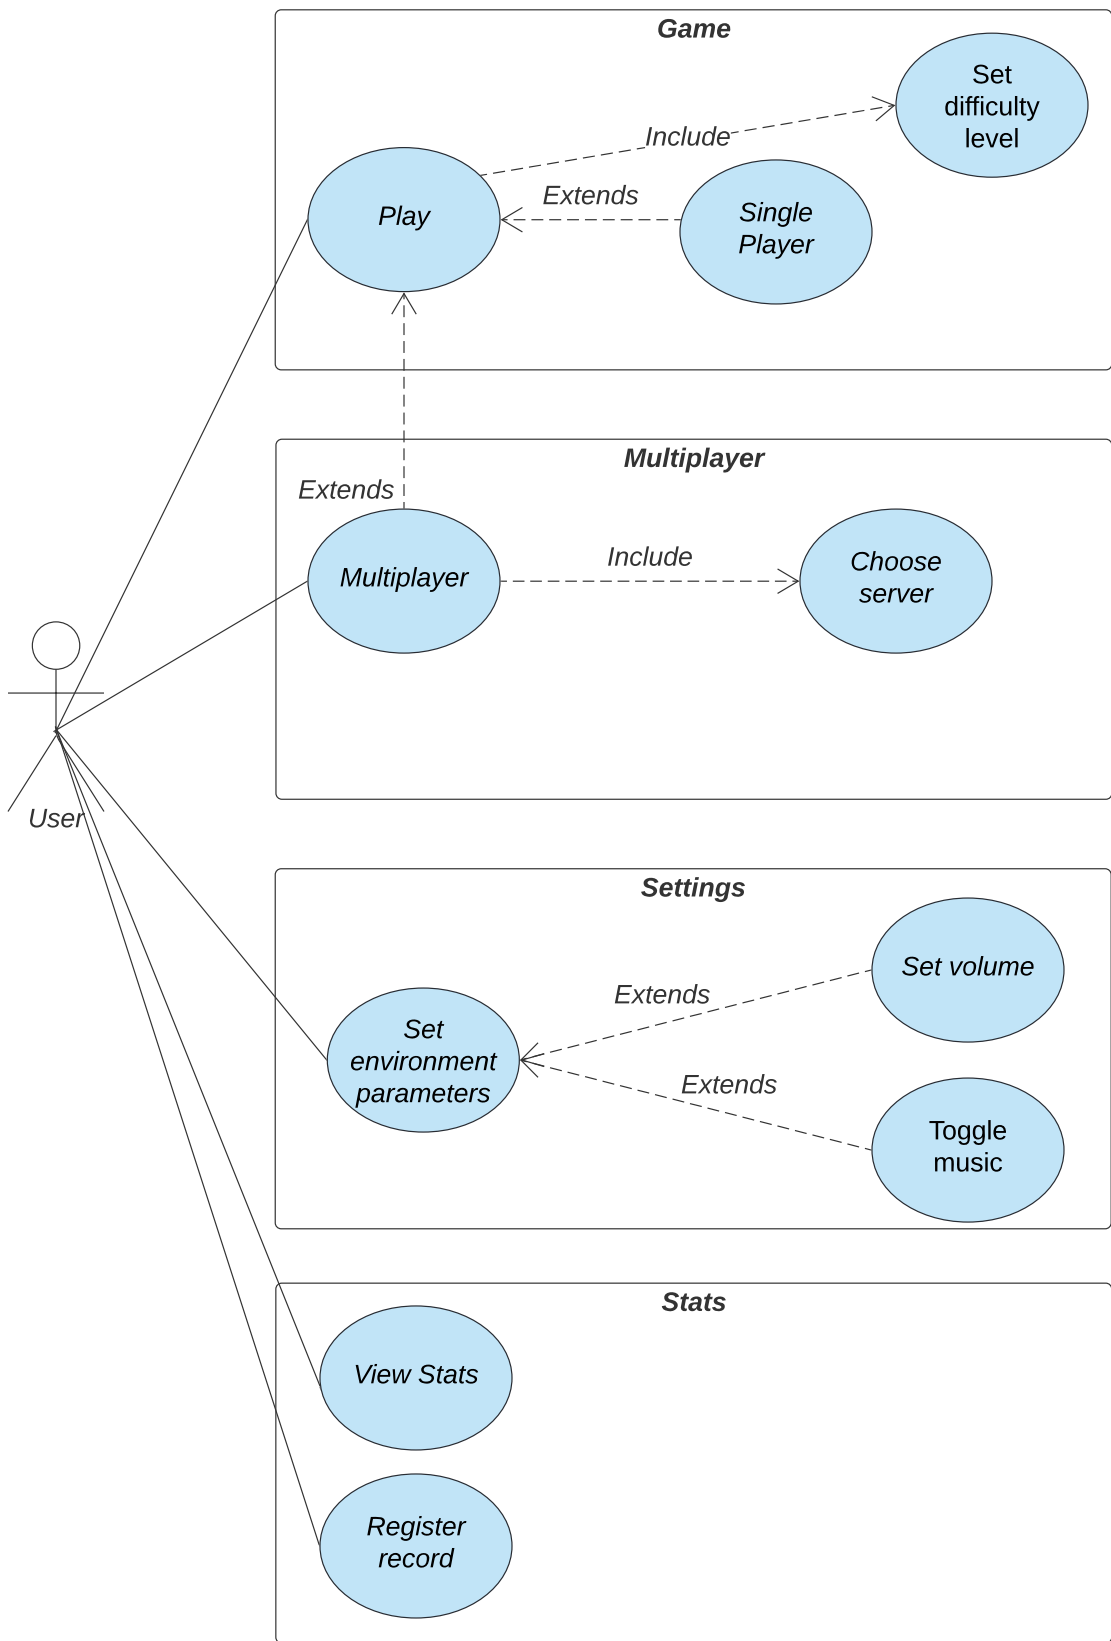 Game
Set
difficulty
level
Include
Extends
Play
Single
Player
Multiplayer
Extends
Multiplayer
Include
Choose
server
User
Settings
Set volume
Extends
Set
environment
parameters
Extends
Toggle
music
Stats
View Stats
Register
record